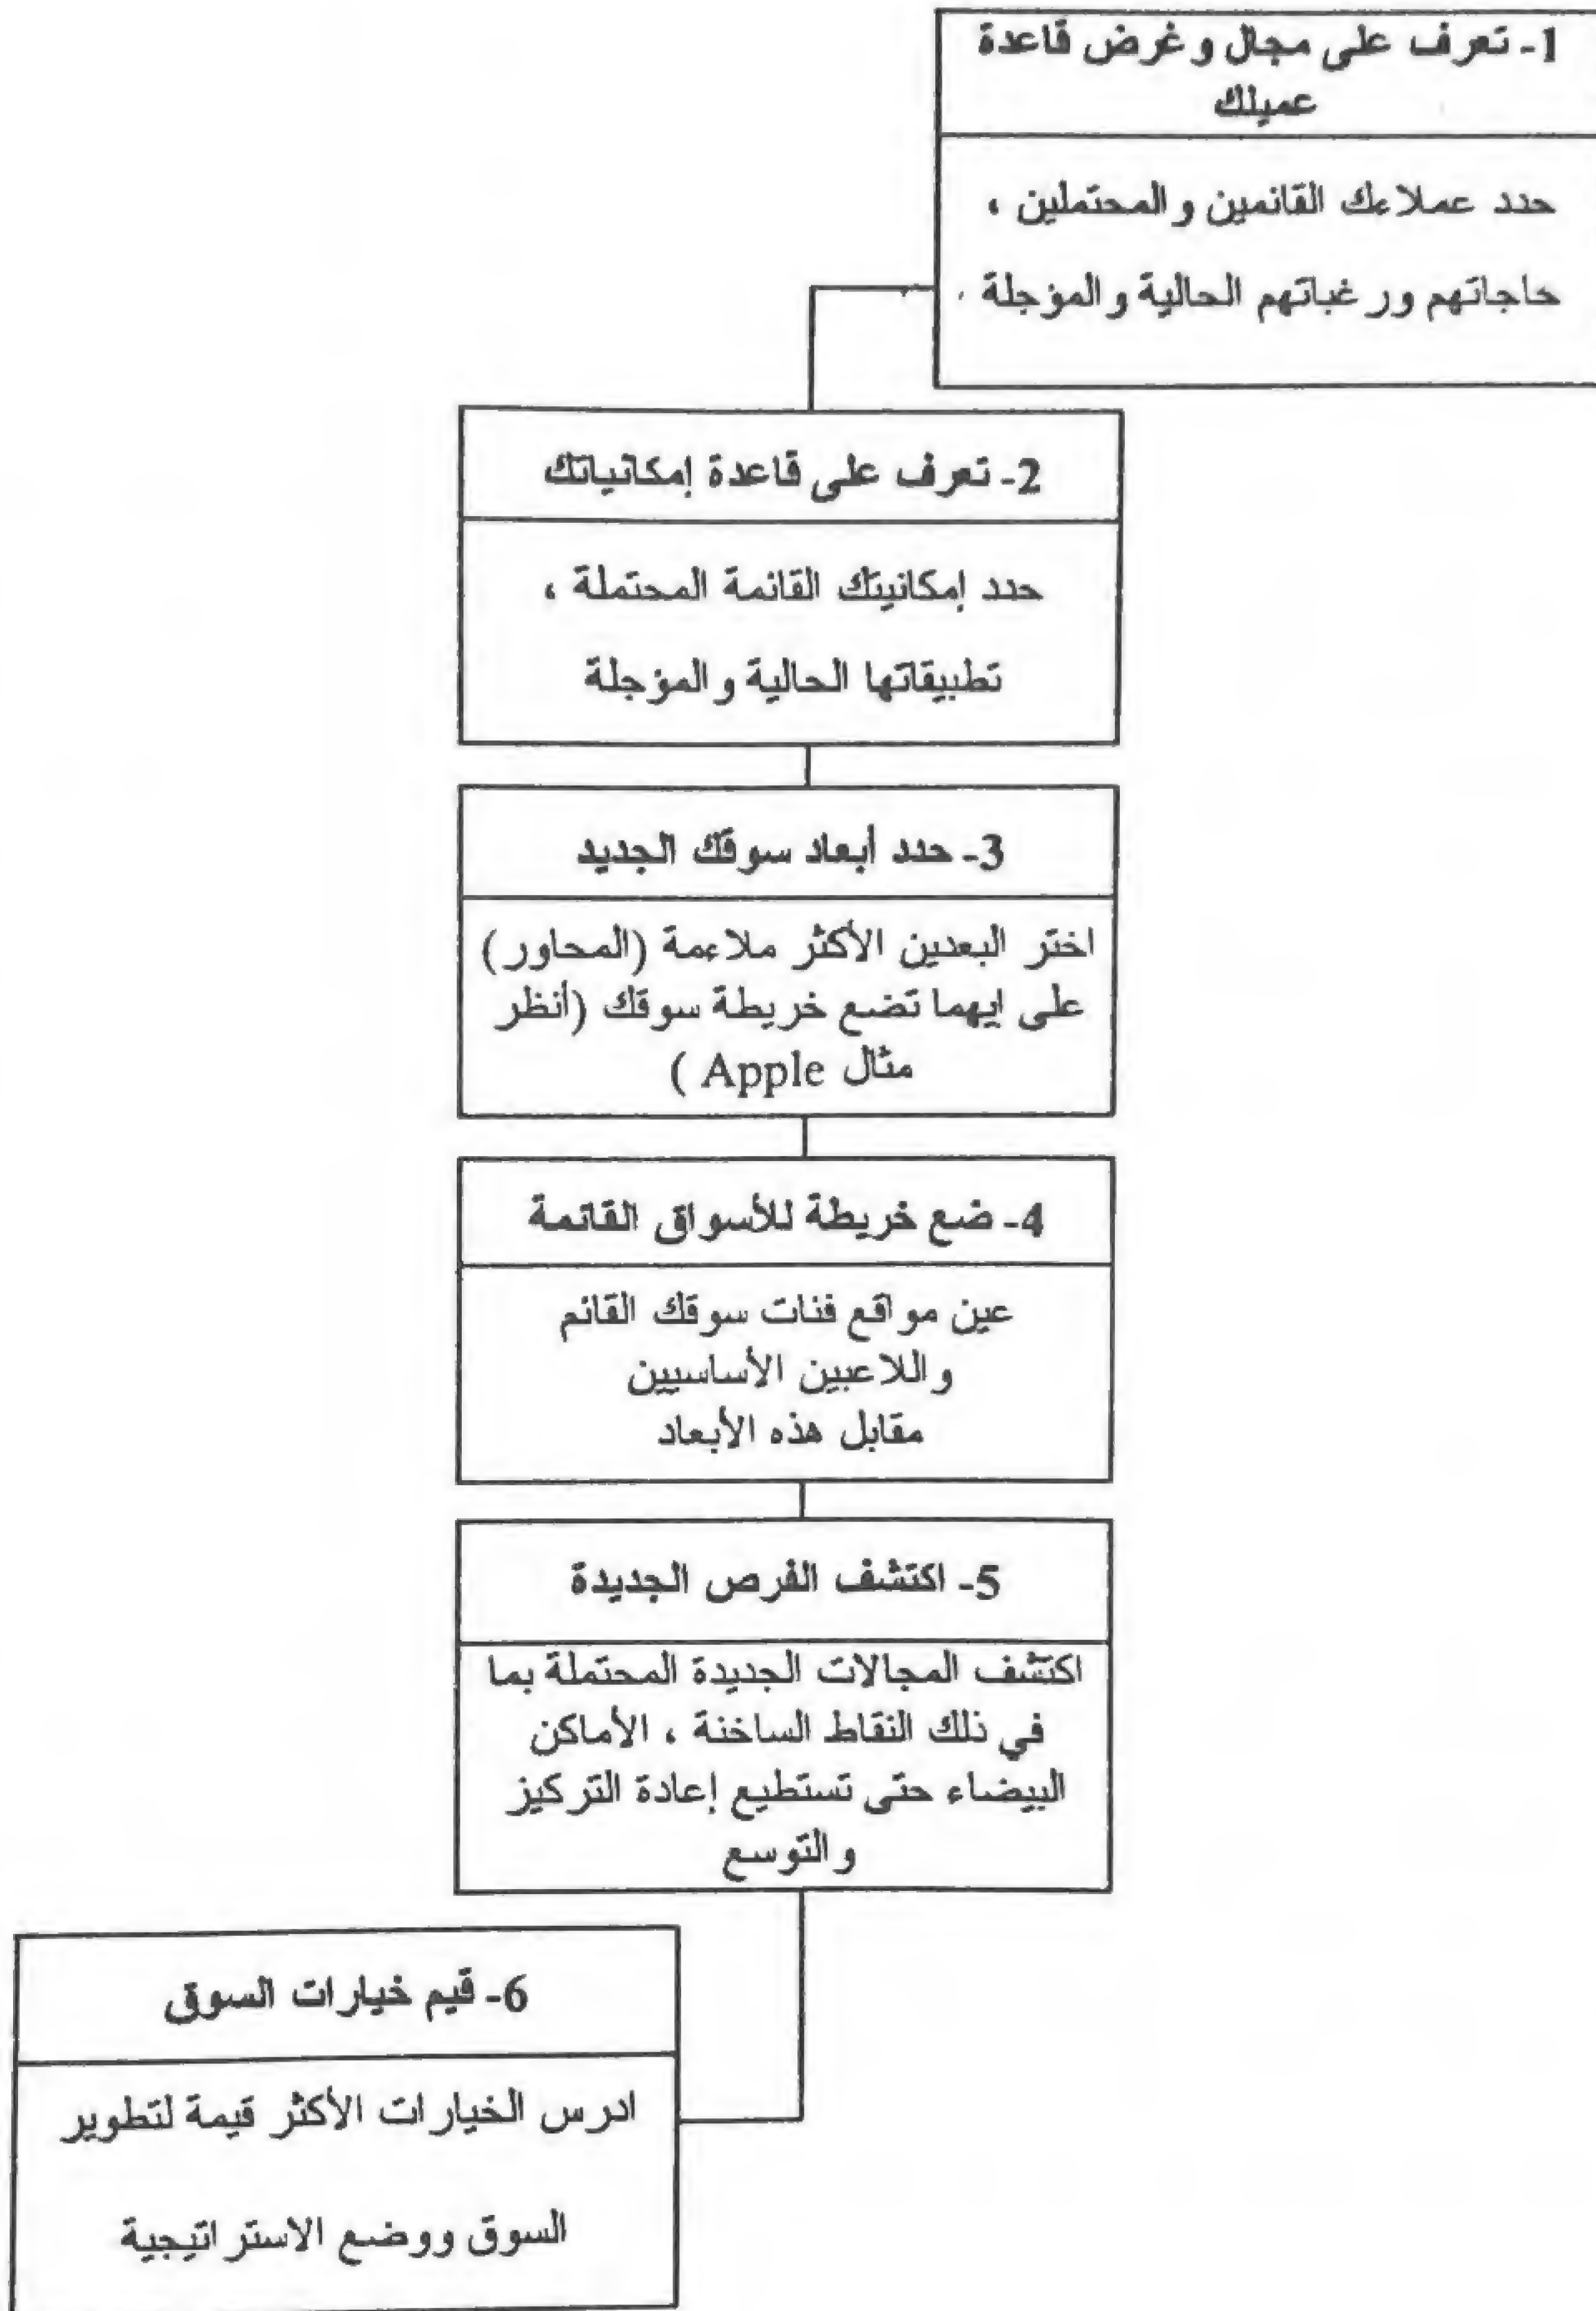 1- تعرف على مجال وغرض قاعدة
عميلك
حدد عملاءك القائمين والمحتملين ،
حاجاتهم ورغباتهم الحالية والمؤجلة .
2- تعرف على قاعدة إمكانياتك
حدد إمكانيتك القائمة المحتملة ،
تطبيقاتها الحالية والمؤجلة
3- حدد أبعاد سوقك الجديد
اختر البعدين الأكثر ملاءمة (المحاور)
على ايهما تضع خريطة سوقك (أنظر
مثال Apple )
4- ضع خريطة للأسواق القائمة
عين مواقع فئات سوقك القائم
واللاعبين الأساسيين
مقابل هذه الأبعاد
5- اكتشف الفرص الجديدة
اكتشف المجالات الجديدة المحتملة بما
في ذلك النقاط الساخنة ، الأماكن
البيضاء حتى تستطيع إعادة التركيز
والتوسع
6- قيم خيارات السوق
ادرس الخيارات الأكثر قيمة لتطوير
السوق ووضع الاستراتيجية